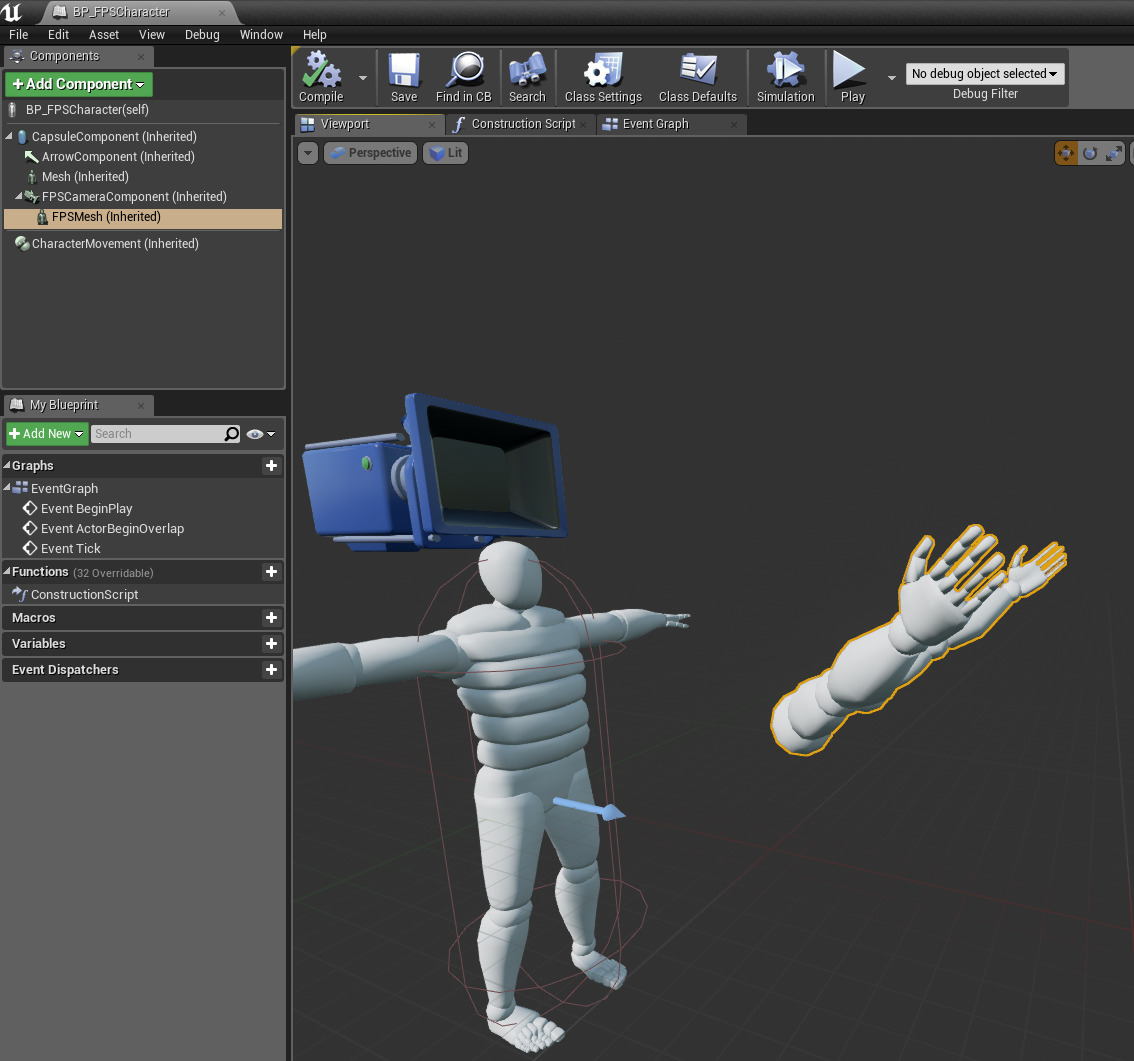 BP_FPSCharacter
File Edit Asset View Debug Window Help
Components
+Add Component
BP_FPSCharacter(self)
CapsuleComponent (Inherited)
ArrowComponent (Inherited)
Mesh (Inherited)
FPSCameraComponent (Inherited)
FPSMesh (Inherited)
CharacterMovement (Inherited)
My Blueprint
+Add New
Search
Graphs
EventGraph
Event BeginPlay
Event ActorBeginOverlap
Event Tick
Functions (32 Overridable)
ConstructionScript
Macros
Variables
Event Dispatchers
Compile Save Find in CB Search Class Settings Class Defaults Simulation Play
No debug object selected
Debug Filter
Viewport Construction Script Event Graph
Perspective Lit